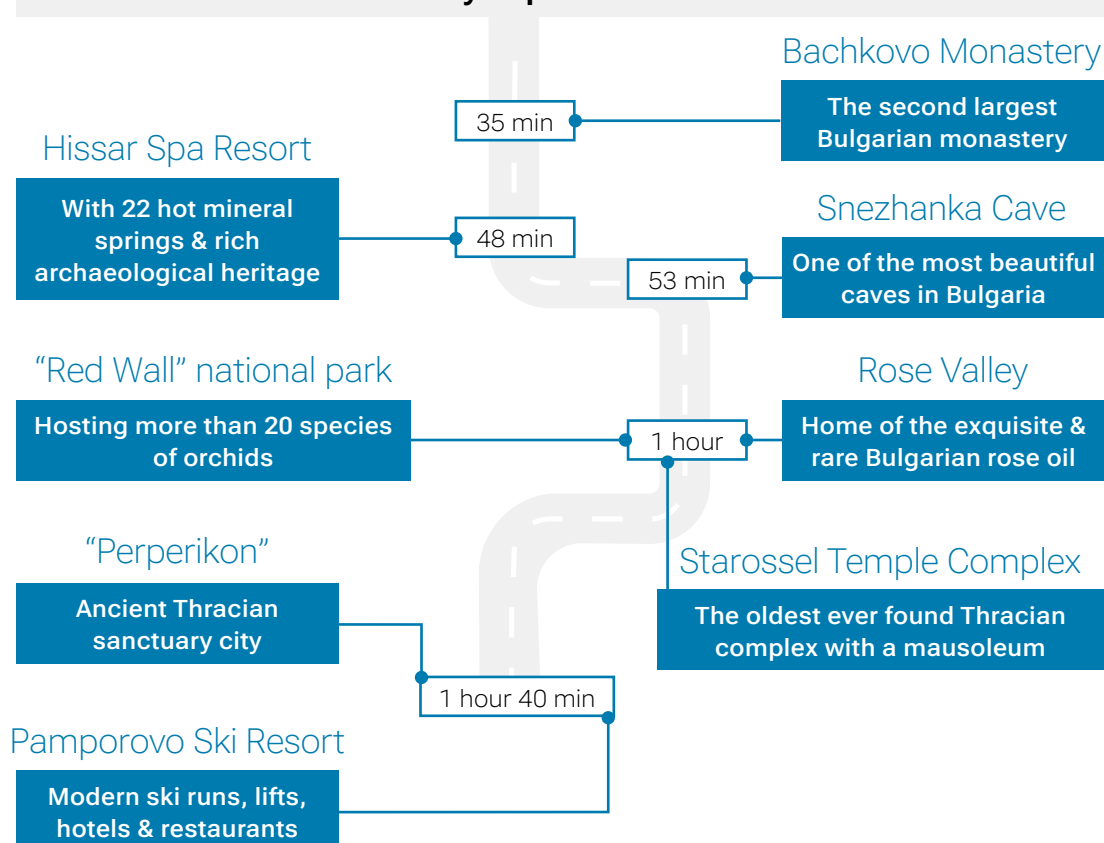 Bachkovo Monastery
The second largest
Bulgarian monastery
35 min
Hissar Spa Resort
With 22 hot mineral
springs & rich
archaeological heritage
48 min
Snezhanka Cave
One of the most beautiful
caves in Bulgaria
53 min
“Red Wall” national park
Hosting more than 20 species
of orchids
1 hour
Rose Valley
Home of the exquisite &
rare Bulgarian rose oil
Starossel Temple Complex
The oldest ever found Thracian
complex with a mausoleum
“Perperikon”
Ancient Thracian
sanctuary city
1 hour 40 min
Pamporovo Ski Resort
Modern ski runs, lifts,
hotels & restaurants